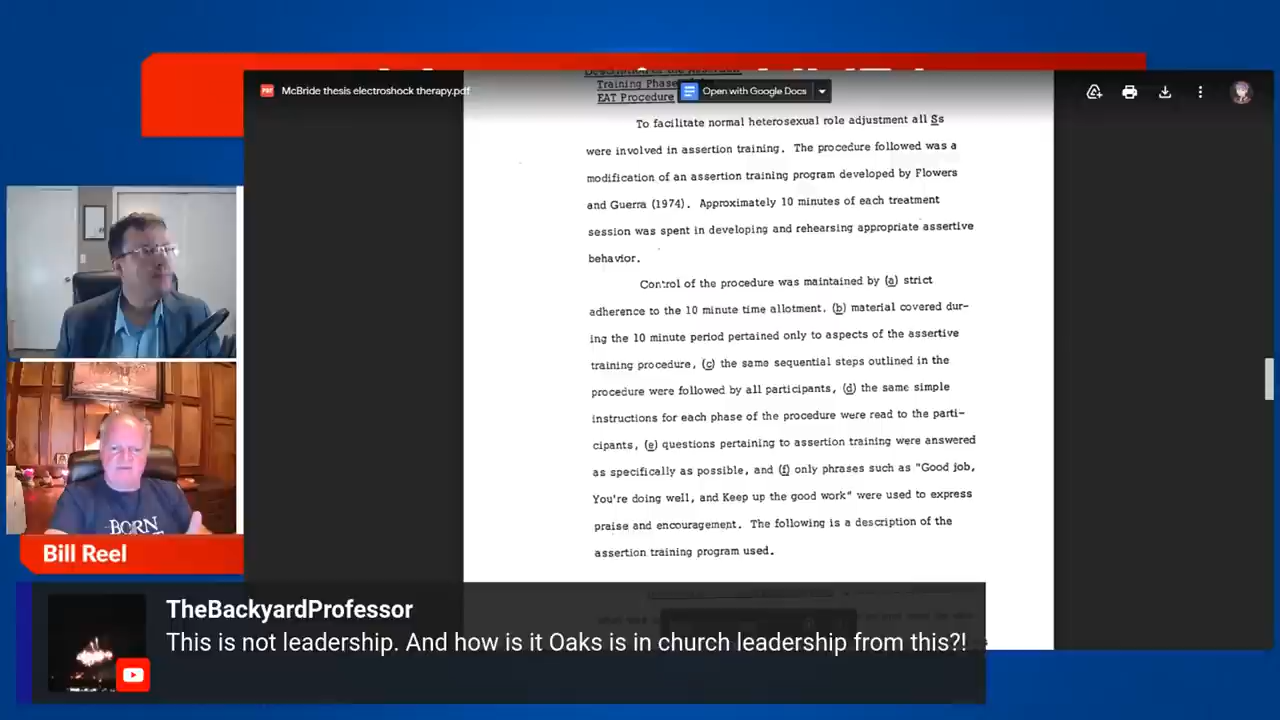 McBride thesis electroshock therapy.pdf
Open with Google Docs
Training Phase
EAT Procedure
To facilitate normal heterosexual role adjustment all Ss
were involved in assertion training. The procedure followed was a
modification of an assertion training program developed by Flowers
and Guerra (1974). Approximately 10 minutes of each treatment
session was spent in developing and rehearsing appropriate assertive
behavior.
Control of the procedure was maintained by (a) strict
adherence to the 10 minute time allotment, (b) material covered dur-
ing the 10 minute period pertained only to aspects of the assertive
training procedure, (c) the same sequential steps outlined in the
procedure were followed by all participants, (d) the same simple
instructions for each phase of the procedure were read to the parti-
cipants, (e) questions pertaining to assertion training were answered
as specifically as possible, and (f) only phrases such as "Good job,
You're doing well, and Keep up the good work" were used to express
praise and encouragement. The following is a description of the
assertion training program used.
BORN
Bill Reel
TheBackyardProfessor
This is not leadership. And how is it Oaks is in church leadership from this?!